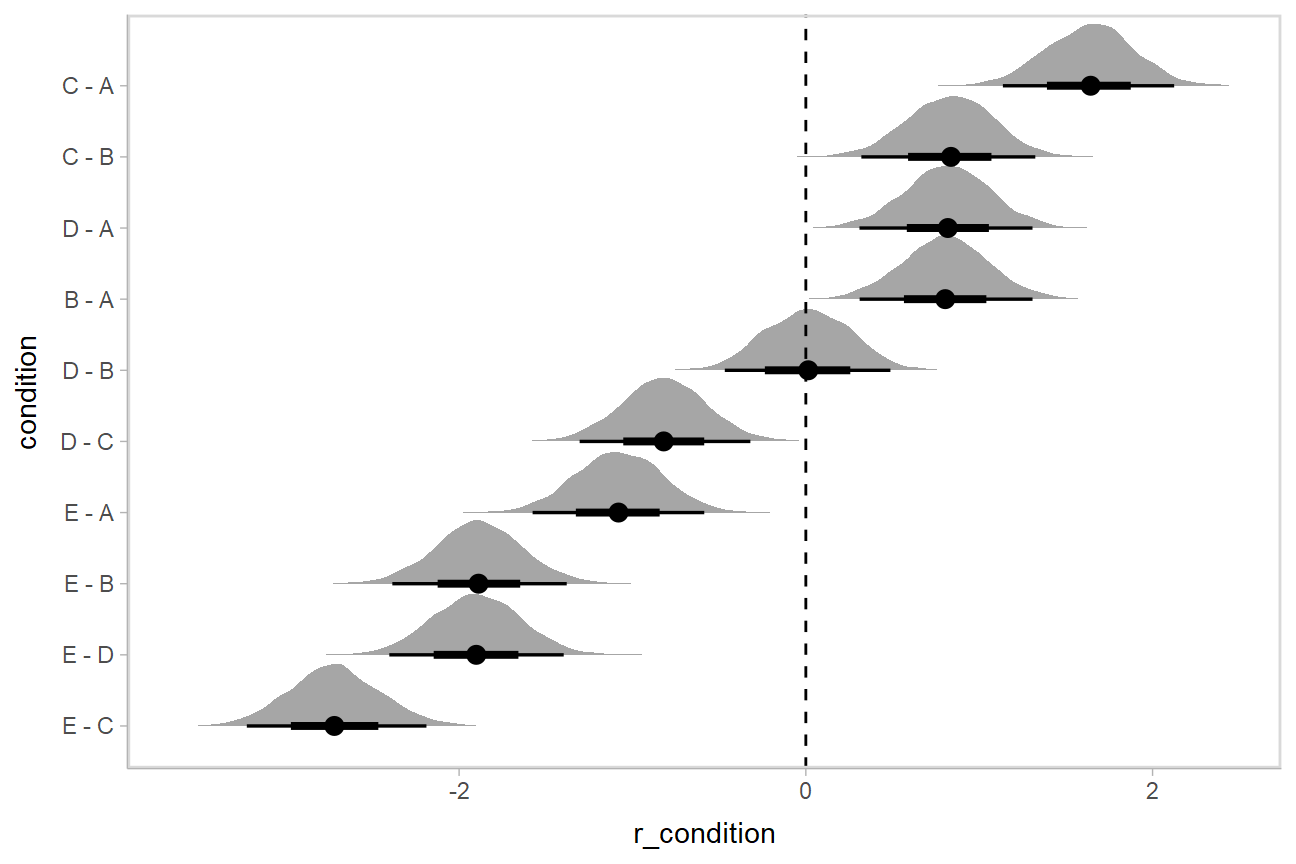 C - A
C - B
D - A
B - A
D - B
D - C
E - A
E - B
E - D
E - C
condition
-2 0 2
r_condition